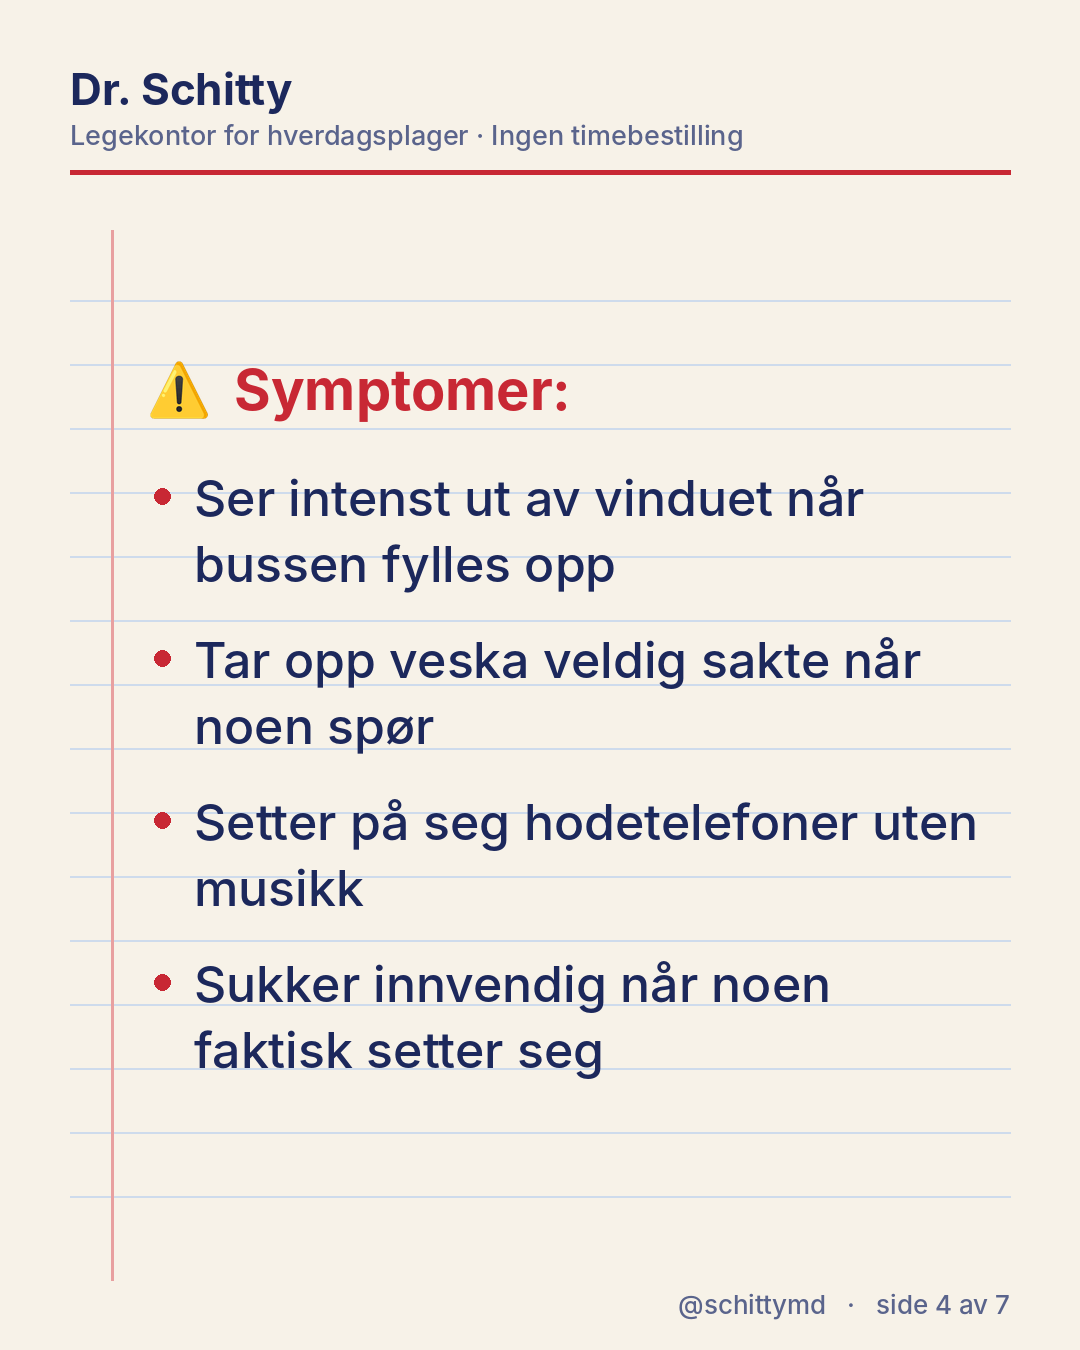 Dr. Schitty
Legekontor for hverdagsplager · Ingen timebestilling
⚠️ Symptomer:
• Ser intenst ut av vinduet når
bussen fylles opp
• Tar opp veska veldig sakte når
noen spør
• Setter på seg hodetelefoner uten
musikk
• Sukker innvendig når noen
faktisk setter seg
@schittymd · side 4 av 7